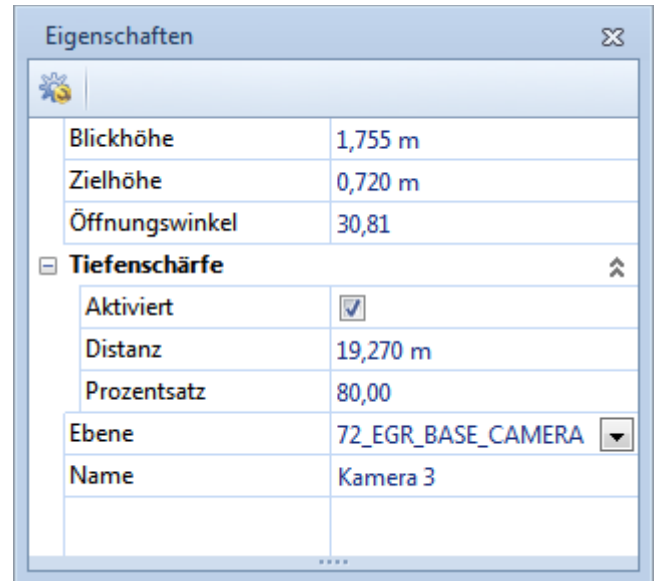 Eigenschaften
Blickhöhe 1,755 m
Zielhöhe 0,720 m
Öffnungswinkel 30,81
Tiefenschärfe
Aktiviert
Distanz 19,270 m
Prozentsatz 80,00
Ebene 72_EGR_BASE_CAMERA
Name Kamera 3